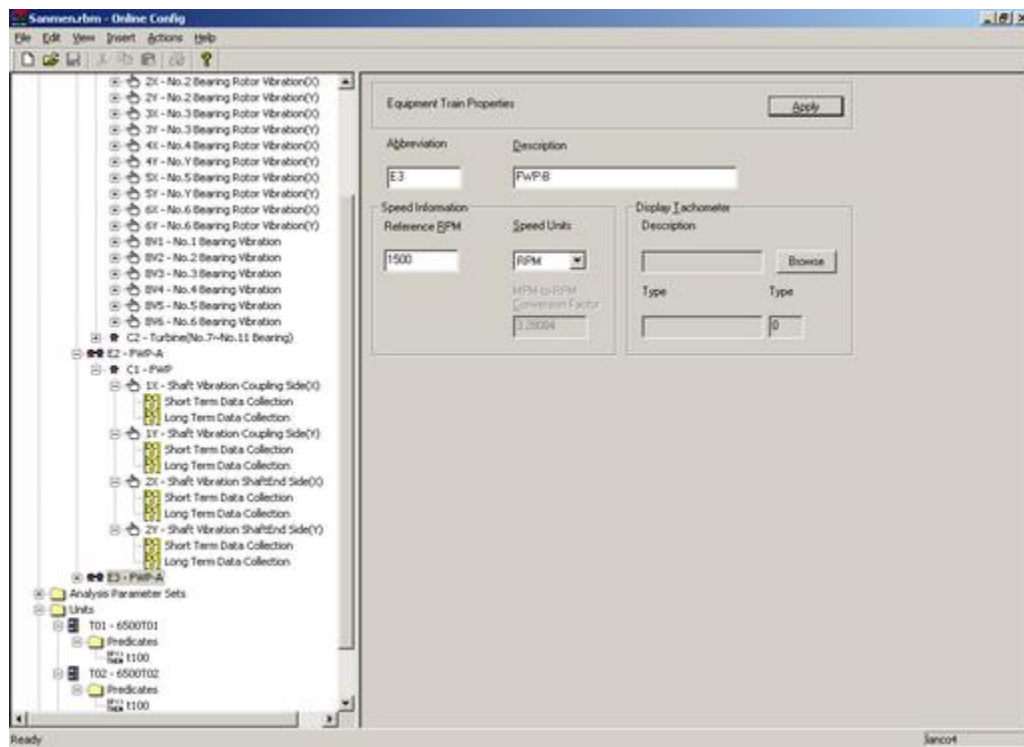 Sanmen.rbm - Online Config
File Edit View Insert Actions Help
2X - No.2 Bearing Rotor Vibration(X)
2Y - No.2 Bearing Rotor Vibration(Y)
3X - No.3 Bearing Rotor Vibration(X)
3Y - No.3 Bearing Rotor Vibration(Y)
4X - No.4 Bearing Rotor Vibration(X)
4Y - No.Y Bearing Rotor Vibration(Y)
5X - No.5 Bearing Rotor Vibration(X)
5Y - No.Y Bearing Rotor Vibration(Y)
6X - No.6 Bearing Rotor Vibration(X)
6Y - No.6 Bearing Rotor Vibration(Y)
BV1 - No.1 Bearing Vibration
BV2 - No.2 Bearing Vibration
BV3 - No.3 Bearing Vibration
BV4 - No.4 Bearing Vibration
BV5 - No.5 Bearing Vibration
BV6 - No.6 Bearing Vibration
C2 - Turbine(No.7~No.11 Bearing)
E2 - FWP-A
C1 - FWP
1X - Shaft Vibration Coupling Side(X)
Short Term Data Collection
Long Term Data Collection
1Y - Shaft Vibration Coupling Side(Y)
Short Term Data Collection
Long Term Data Collection
2X - Shaft Vibration ShaftEnd Side(X)
Short Term Data Collection
Long Term Data Collection
2Y - Shaft Vibration ShaftEnd Side(Y)
Short Term Data Collection
Long Term Data Collection
E3 - FWP-A
Analysis Parameter Sets
Units
T01 - 6500T01
Predicates
t100
T02 - 6500T02
Predicates
t100
Equipment Train Properties
Apply
Abbreviation Description
E3 FWP-B
Speed Information
Reference RPM Speed Units
1500 RPM
MPM-to-RPM
Conversion Factor
3.28084
Display Tachometer
Description
Browse
Type Type
0
Ready